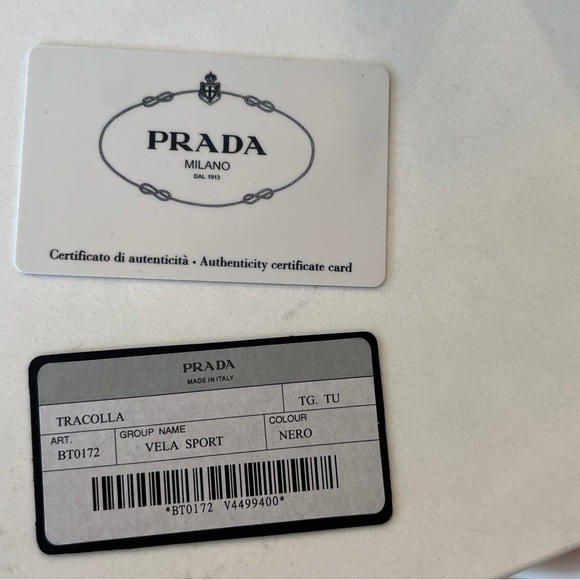 PRADA
MILANO
DAL 1913
Certificato di autenticità • Authenticity certificate card
PRADA
MADE IN ITALY
TRACOLLA
TG. TU
ART.
BT0172
GROUP NAME
VELA SPORT
COLOUR
NERO
*BT0172 V4499400*